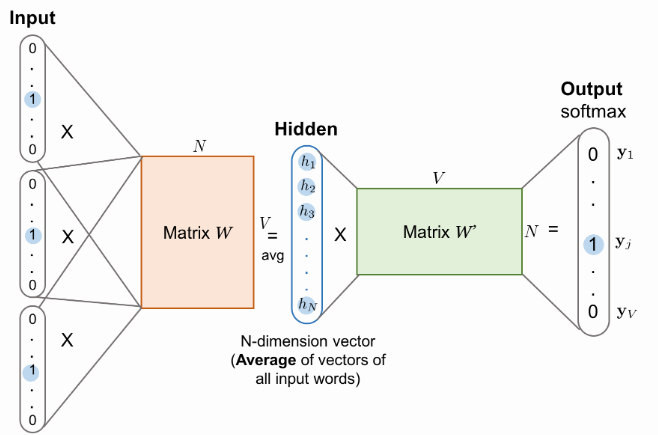 Input
0
.
.
1
.
.
0
X
0
.
.
1
.
.
0
X
0
.
.
1
.
.
0
X
N
Matrix W
V
=
avg
Hidden
h1
h2
h3
.
.
.
.
hN
N-dimension vector
(Average of vectors of
all input words)
X
V
Matrix W'
N =
Output
softmax
0 y1
.
.
1 yj
.
.
0 yV